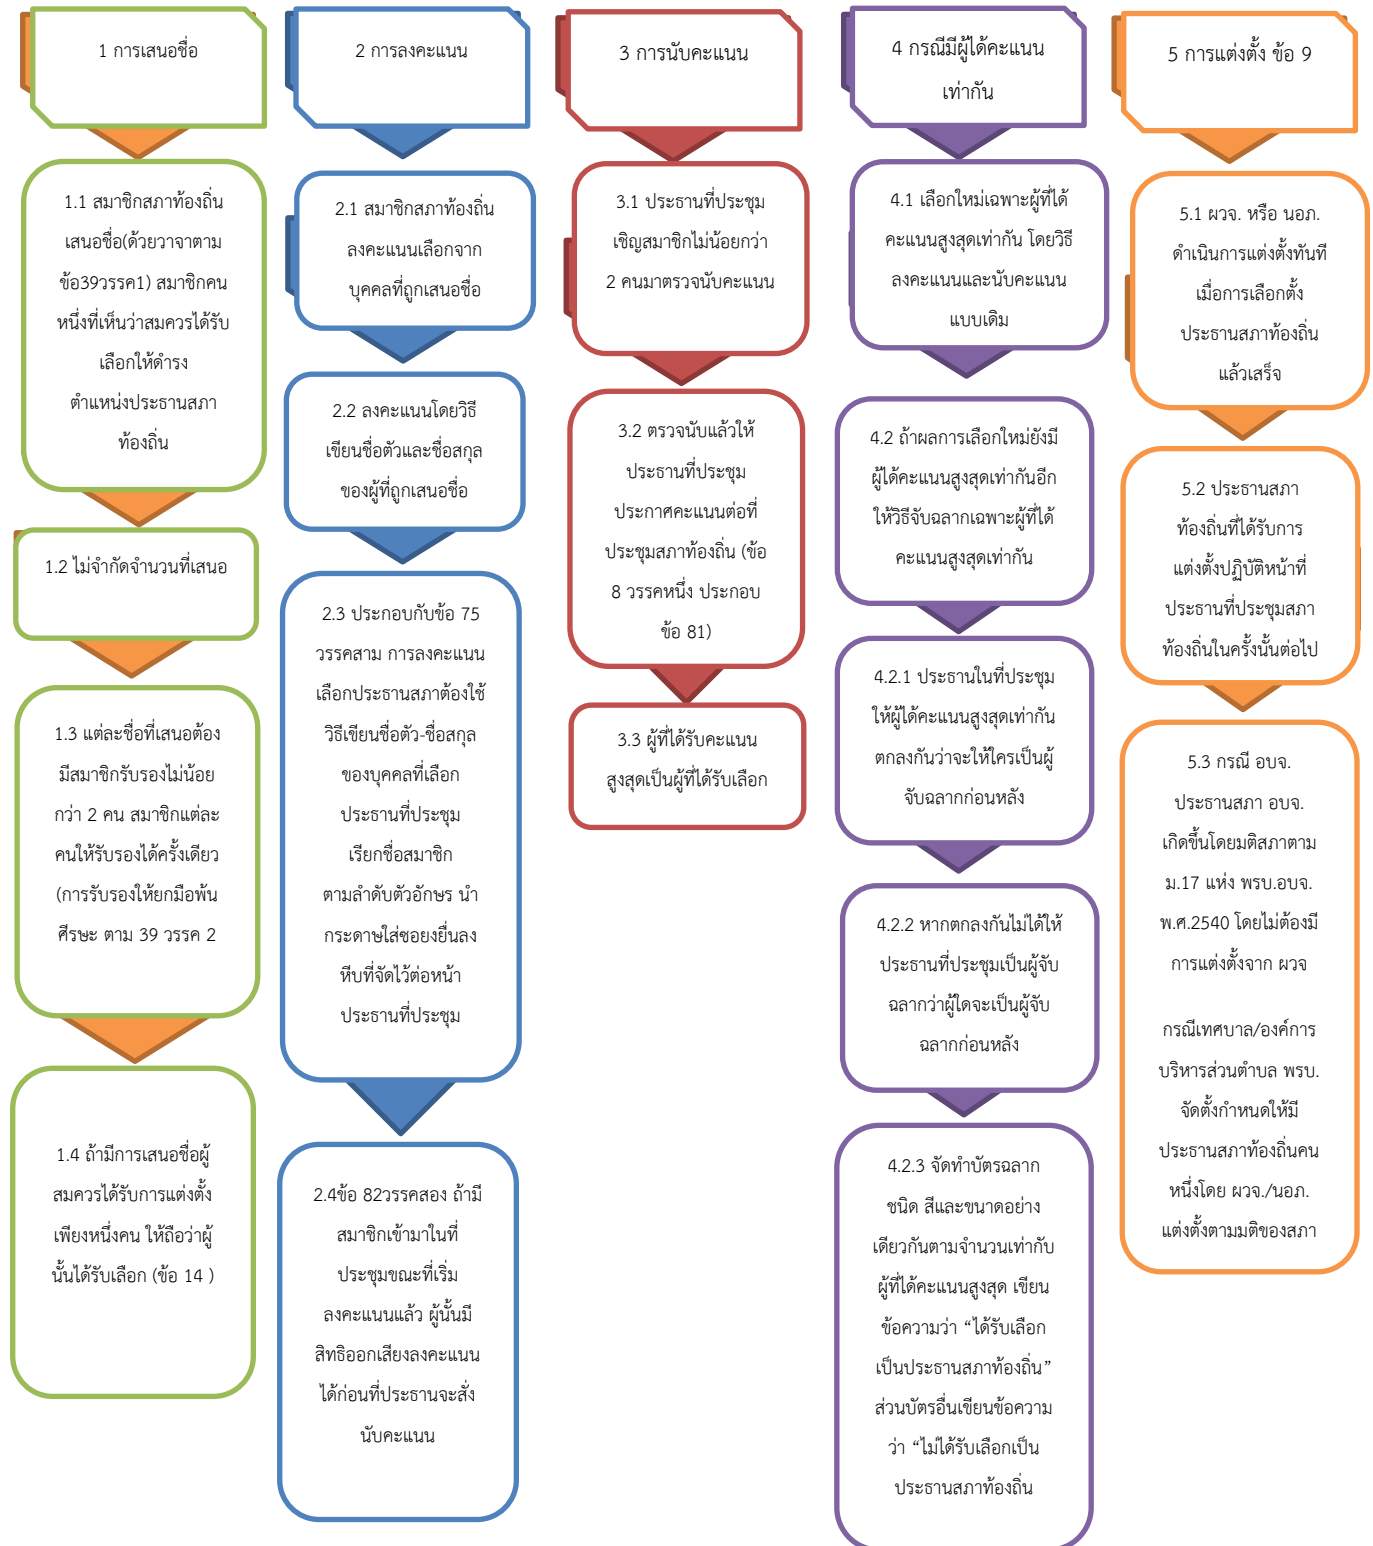 1 การเสนอชื่อ
1.1 สมาชิกสภาท้องถิ่น
เสนอชื่อ(ด้วยวาจาตาม
ข้อ39วรรค1) สมาชิกคน
หนึ่งที่เห็นว่าสมควรได้รับ
เลือกให้ดำรง
ตำแหน่งประธานสภา
ท้องถิ่น
1.2 ไม่จำกัดจำนวนที่เสนอ
1.3 แต่ละชื่อที่เสนอต้อง
มีสมาชิกรับรองไม่น้อย
กว่า 2 คน สมาชิกแต่ละ
คนให้รับรองได้ครั้งเดียว
(การรับรองให้ยกมือพ้น
ศีรษะ ตาม 39 วรรค 2
1.4 ถ้ามีการเสนอชื่อผู้
สมควรได้รับการแต่งตั้ง
เพียงหนึ่งคน ให้ถือว่าผู้
นั้นได้รับเลือก (ข้อ 14 )
2 การลงคะแนน
2.1 สมาชิกสภาท้องถิ่น
ลงคะแนนเลือกจาก
บุคคลที่ถูกเสนอชื่อ
2.2 ลงคะแนนโดยวิธี
เขียนชื่อตัวและชื่อสกุล
ของผู้ที่ถูกเสนอชื่อ
2.3 ประกอบกับข้อ 75
วรรคสาม การลงคะแนน
เลือกประธานสภาต้องใช้
วิธีเขียนชื่อตัว-ชื่อสกุล
ของบุคคลที่เลือก
ประธานที่ประชุม
เรียกชื่อสมาชิก
ตามลำดับตัวอักษร นำ
กระดาษใส่ซอยงยื่นลง
หีบที่จัดไว้ต่อหน้า
ประธานที่ประชุม
2.4ข้อ 82วรรคสอง ถ้ามี
สมาชิกเข้ามาในที่
ประชุมขณะที่เริ่ม
ลงคะแนนแล้ว ผู้นั้นมี
สิทธิออกเสียงลงคะแนน
ได้ก่อนที่ประธานจะสั่ง
นับคะแนน
3 การนับคะแนน
3.1 ประธานที่ประชุม
เชิญสมาชิกไม่น้อยกว่า
2 คนมาตรวจนับคะแนน
3.2 ตรวจนับแล้วให้
ประธานที่ประชุม
ประกาศคะแนนต่อที่
ประชุมสภาท้องถิ่น (ข้อ
8 วรรคหนึ่ง ประกอบ
ข้อ 81)
3.3 ผู้ที่ได้รับคะแนน
สูงสุดเป็นผู้ที่ได้รับเลือก
4 กรณีมีผู้ได้คะแนน
เท่ากัน
4.1 เลือกใหม่เฉพาะผู้ที่ได้
คะแนนสูงสุดเท่ากัน โดยวิธี
ลงคะแนนและนับคะแนน
แบบเดิม
4.2 ถ้าผลการเลือกใหม่ยังมี
ผู้ได้คะแนนสูงสุดเท่ากันอีก
ให้วิธีจับฉลากเฉพาะผู้ที่ได้
คะแนนสูงสุดเท่ากัน
4.2.1 ประธานในที่ประชุม
ให้ผู้ได้คะแนนสูงสุดเท่ากัน
ตกลงกันว่าจะให้ใครเป็นผู้
จับฉลากก่อนหลัง
4.2.2 หากตกลงกันไม่ได้ให้
ประธานที่ประชุมเป็นผู้จับ
ฉลากว่าผู้ใดจะเป็นผู้จับ
ฉลากก่อนหลัง
4.2.3 จัดทำบัตรฉลาก
ชนิด สีและขนาดอย่าง
เดียวกันตามจำนวนเท่ากับ
ผู้ที่ได้คะแนนสูงสุด เขียน
ข้อความว่า “ได้รับเลือก
เป็นประธานสภาท้องถิ่น”
ส่วนบัตรอื่นเขียนข้อความ
ว่า “ไม่ได้รับเลือกเป็น
ประธานสภาท้องถิ่น
5 การแต่งตั้ง ข้อ 9
5.1 ผวจ. หรือ นอภ.
ดำเนินการแต่งตั้งทันที
เมื่อการเลือกตั้ง
ประธานสภาท้องถิ่น
แล้วเสร็จ
5.2 ประธานสภา
ท้องถิ่นที่ได้รับการ
แต่งตั้งปฏิบัติหน้าที่
ประธานที่ประชุมสภา
ท้องถิ่นในครั้งนั้นต่อไป
5.3 กรณี อบจ.
ประธานสภา อบจ.
เกิดขึ้นโดยมติสภาตาม
ม.17 แห่ง พรบ.อบจ.
พ.ศ.2540 โดยไม่ต้องมี
การแต่งตั้งจาก ผวจ
กรณีเทศบาล/องค์การ
บริหารส่วนตำบล พรบ.
จัดตั้งกำหนดให้มี
ประธานสภาท้องถิ่นคน
หนึ่งโดย ผวจ./นอภ.
แต่งตั้งตามมติของสภา